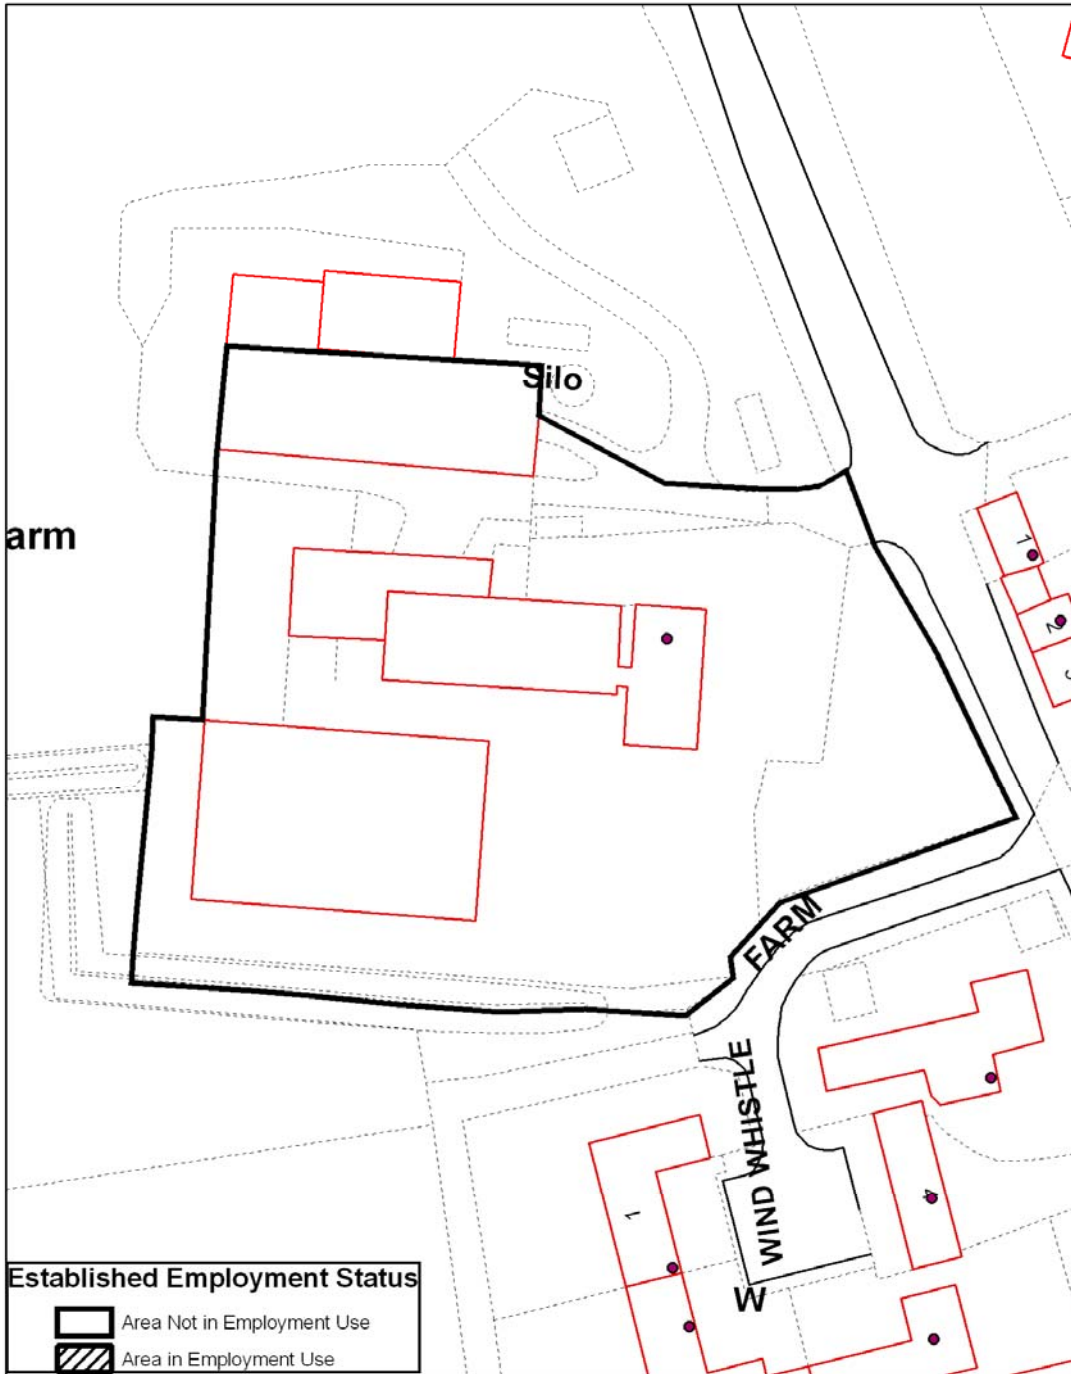 Silo
arm
1
2
3
FARM
WIND WHISTLE
1
4
W
Established Employment Status
Area Not in Employment Use
Area in Employment Use